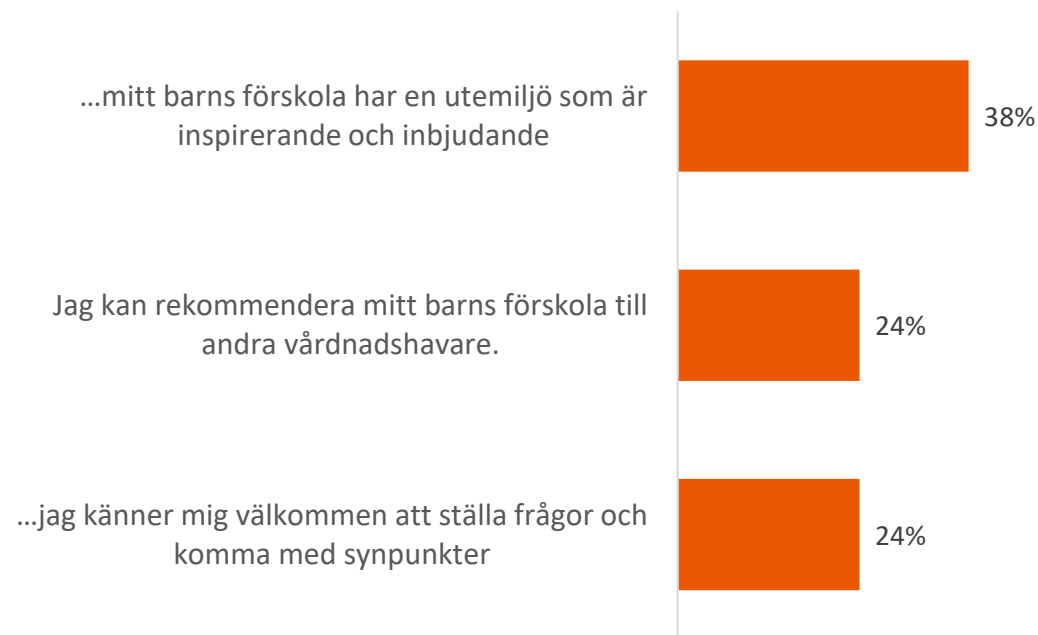 ...mitt barns förskola har en utemiljö som är
inspirerande och inbjudande
38%
Jag kan rekommendera mitt barns förskola till
andra vårdnadshavare.
24%
...jag känner mig välkommen att ställa frågor och
komma med synpunkter
24%